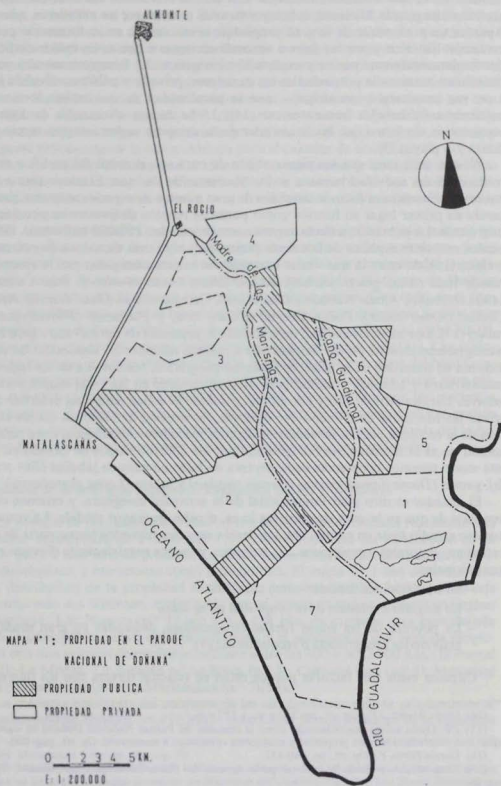 ALMONTE
N
EL ROCIO
4
Madre de las Marismas
Caño Guadiamar
6
3
MATALASCAÑAS
5
2
1
OCEANO ATLANTICO
7
RIO GUADALQUIVIR
MAPA Nº1: PROPIEDAD EN EL PARQUE
NACIONAL DE "DOÑANA"
PROPIEDAD PUBLICA
PROPIEDAD PRIVADA
0 1 2 3 4 5KM.
E: 1:200.000